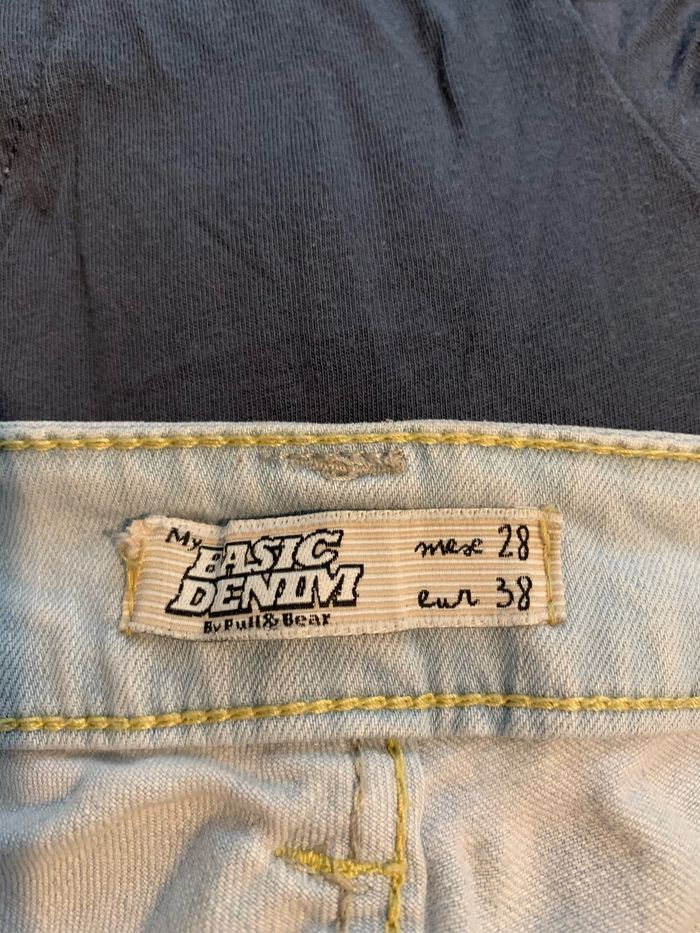 My
BASIC
DENIM
By Pull&Bear
mex 28
eur 38